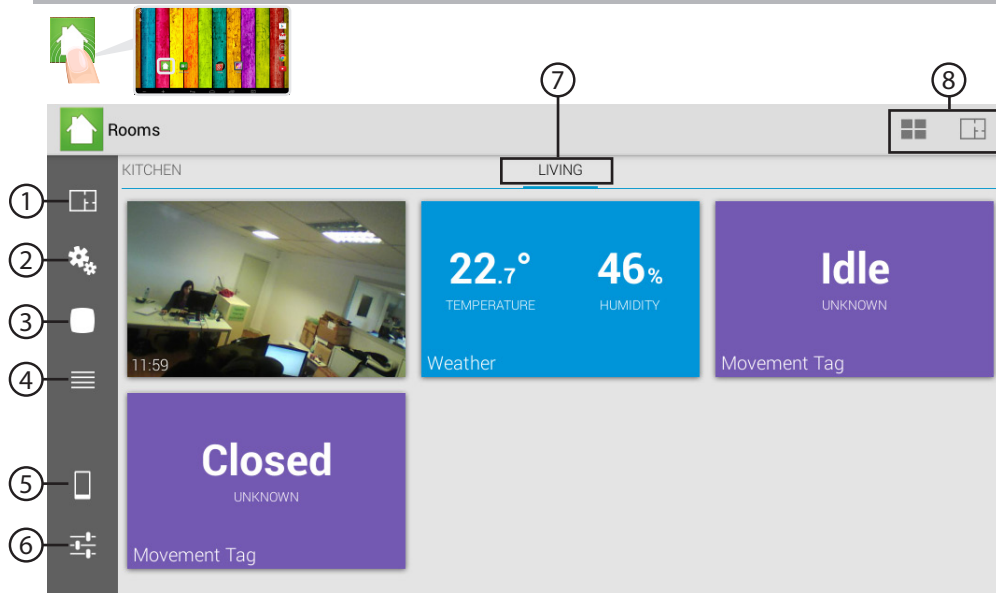 7
8
Rooms
KITCHEN
LIVING
1
2
3
4
5
6
11:59
22.7°
TEMPERATURE
46%
HUMIDITY
Weather
Idle
UNKNOWN
Movement Tag
Closed
UNKNOWN
Movement Tag